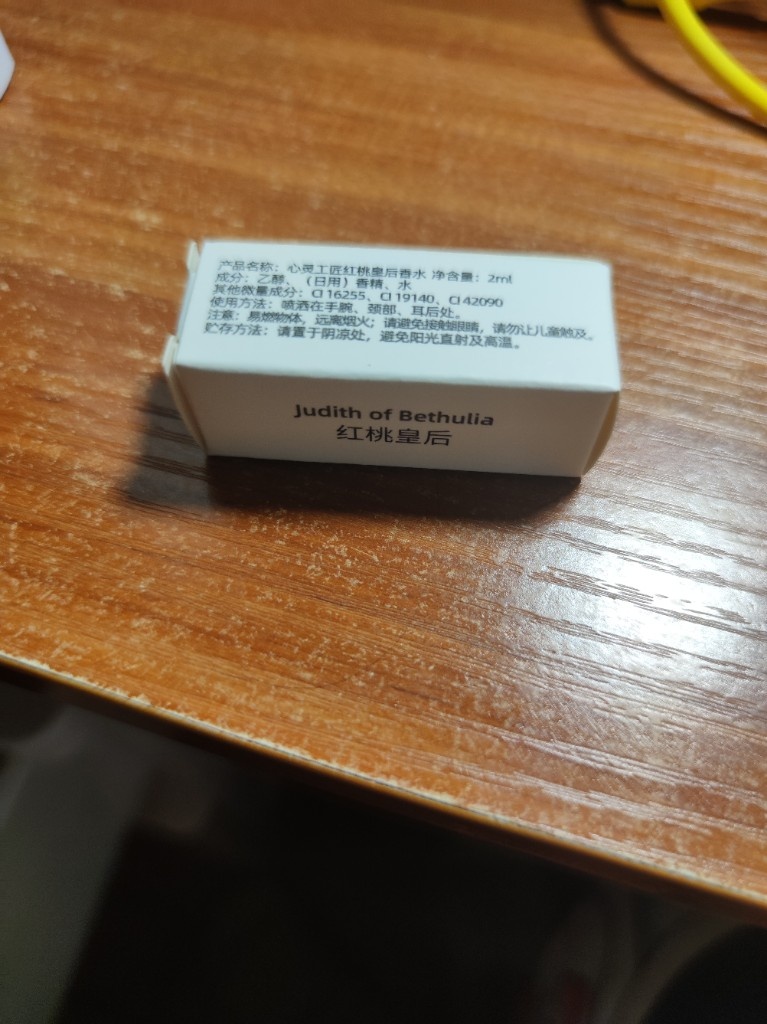 产品名称：心灵工匠红桃皇后香水 净含量：2ml
成分：乙醇、（日用）香精、水
其他微量成分：CI 16255、CI 19140、CI 42090
使用方法：喷洒在手腕、颈部、耳后处。
注意：易燃物体，远离烟火；请避免接触眼睛，请勿让儿童触及。
贮存方法：请置于阴凉处，避免阳光直射及高温。
Judith of Bethulia
红桃皇后